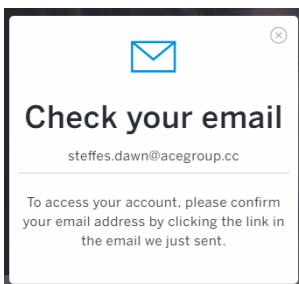 Check your email
steffes.dawn@acegroup.cc
To access your account, please confirm
your email address by clicking the link in
the email we just sent.